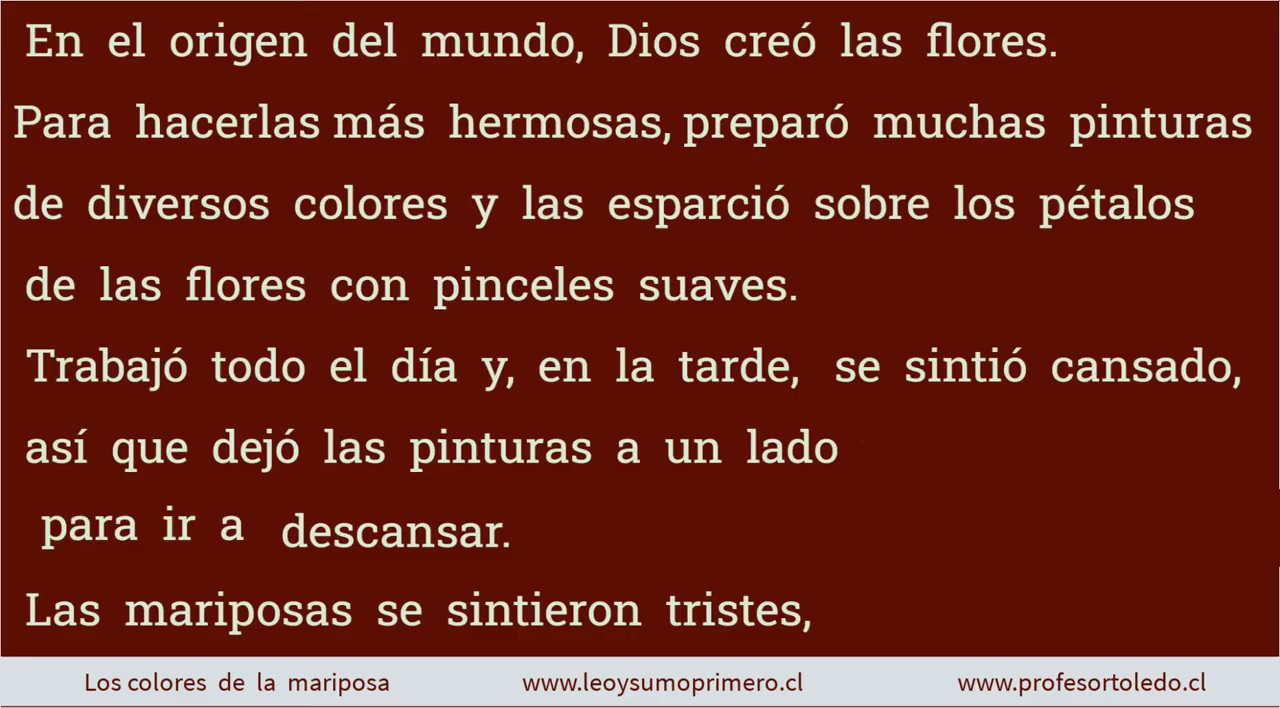 En el origen del mundo, Dios creó las flores.
Para hacerlas más hermosas, preparó muchas pinturas
de diversos colores y las esparció sobre los pétalos
de las flores con pinceles suaves.
Trabajó todo el día y, en la tarde, se sintió cansado,
así que dejó las pinturas a un lado
para ir a descansar.
Las mariposas se sintieron tristes,
Los colores de la mariposa www.leoysumoprimero.cl www.profesortoledo.cl